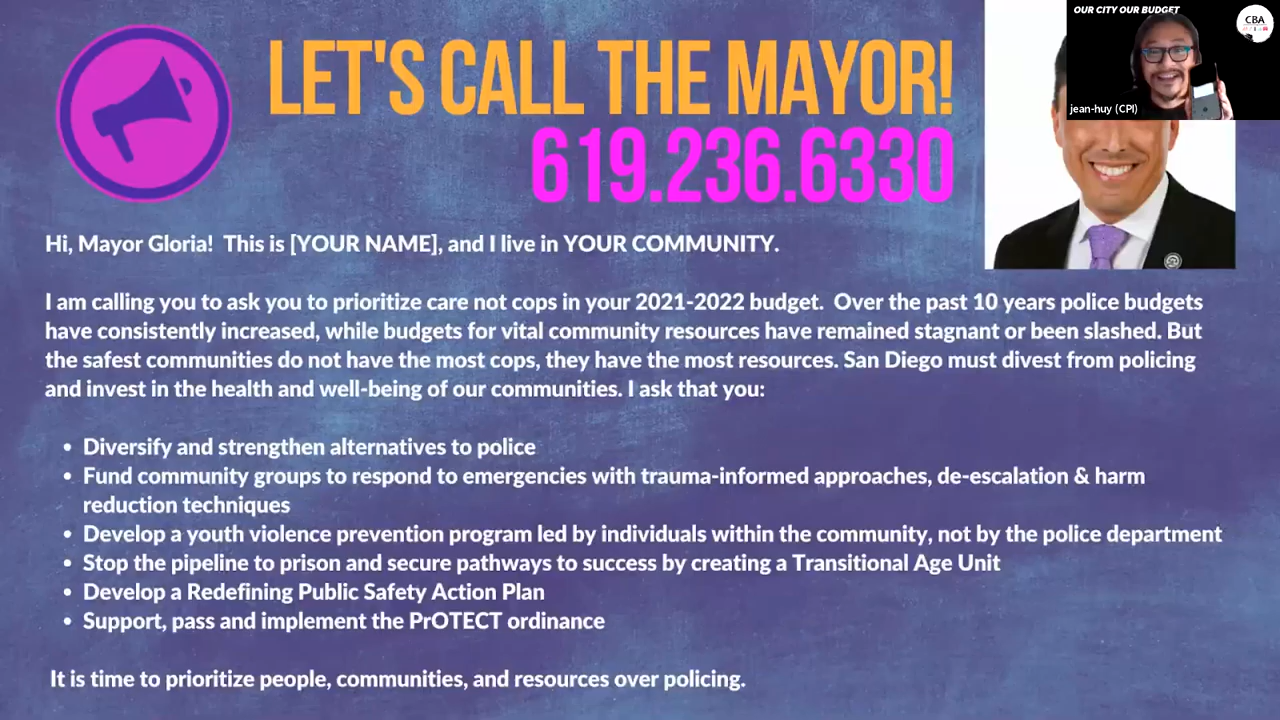 LET'S CALL THE MAYOR!
619.236.6330
OUR CITY OUR BUDGET
CBA
jean-huy (CPI)
Hi, Mayor Gloria!  This is [YOUR NAME], and I live in YOUR COMMUNITY.
I am calling you to ask you to prioritize care not cops in your 2021-2022 budget.  Over the past 10 years police budgets
have consistently increased, while budgets for vital community resources have remained stagnant or been slashed. But
the safest communities do not have the most cops, they have the most resources. San Diego must divest from policing
and invest in the health and well-being of our communities. I ask that you:
• Diversify and strengthen alternatives to police
• Fund community groups to respond to emergencies with trauma-informed approaches, de-escalation & harm
reduction techniques
• Develop a youth violence prevention program led by individuals within the community, not by the police department
• Stop the pipeline to prison and secure pathways to success by creating a Transitional Age Unit
• Develop a Redefining Public Safety Action Plan
• Support, pass and implement the PrOTECT ordinance
It is time to prioritize people, communities, and resources over policing.